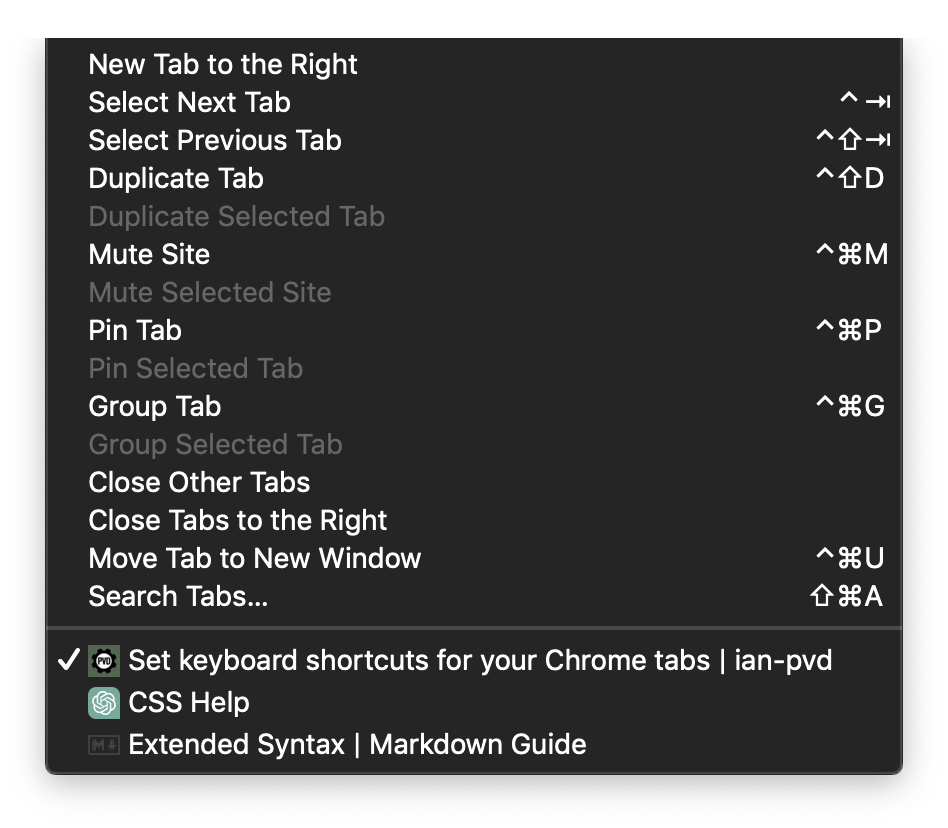 New Tab to the Right
Select Next Tab ⌃⇥
Select Previous Tab ⌃⇧⇥
Duplicate Tab ⌃⇧D
Duplicate Selected Tab
Mute Site ⌃⌘M
Mute Selected Site
Pin Tab ⌃⌘P
Pin Selected Tab
Group Tab ⌃⌘G
Group Selected Tab
Close Other Tabs
Close Tabs to the Right
Move Tab to New Window ⌃⌘U
Search Tabs... ⇧⌘A
✓ PVD Set keyboard shortcuts for your Chrome tabs | ian-pvd
CSS Help
M↓ Extended Syntax | Markdown Guide